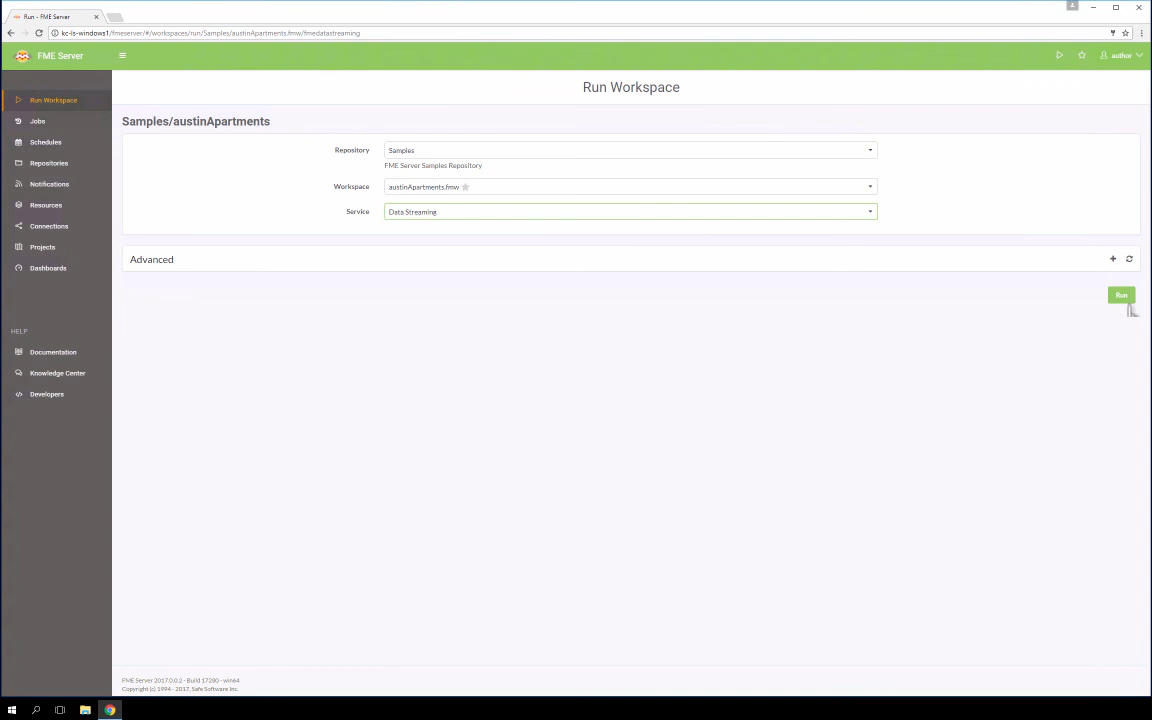 Run - FME Server
kc-is-windows1/fmeserver/#/workspaces/run/Samples/austinApartments.fmw/fmedatastreaming
FME Server
author
Run Workspace
Jobs
Schedules
Repositories
Notifications
Resources
Connections
Projects
Dashboards
HELP
Documentation
Knowledge Center
Developers
Run Workspace
Samples/austinApartments
Repository
Samples
FME Server Samples Repository
Workspace
austinApartments.fmw
Service
Data Streaming
Advanced
Run
FME Server 2017.0.0.2 - Build 17280 - win64
Copyright (c) 1994 - 2017, Safe Software Inc.